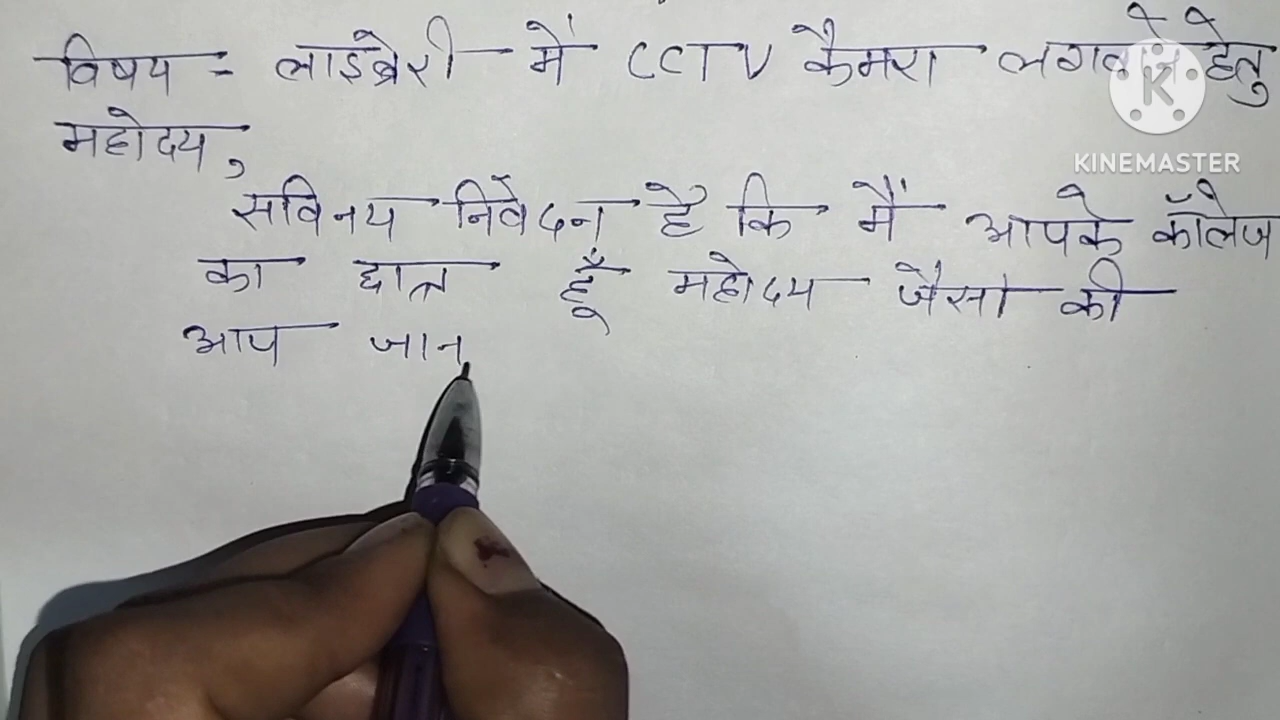 विषय = लाइब्रेरी में CCTV कैमरा लगवाने हेतु
महोदय,
सविनय निवेदन है कि मैं आपके कॉलेज
का छात्र हूँ महोदय जैसा की
आप जान
KINEMASTER